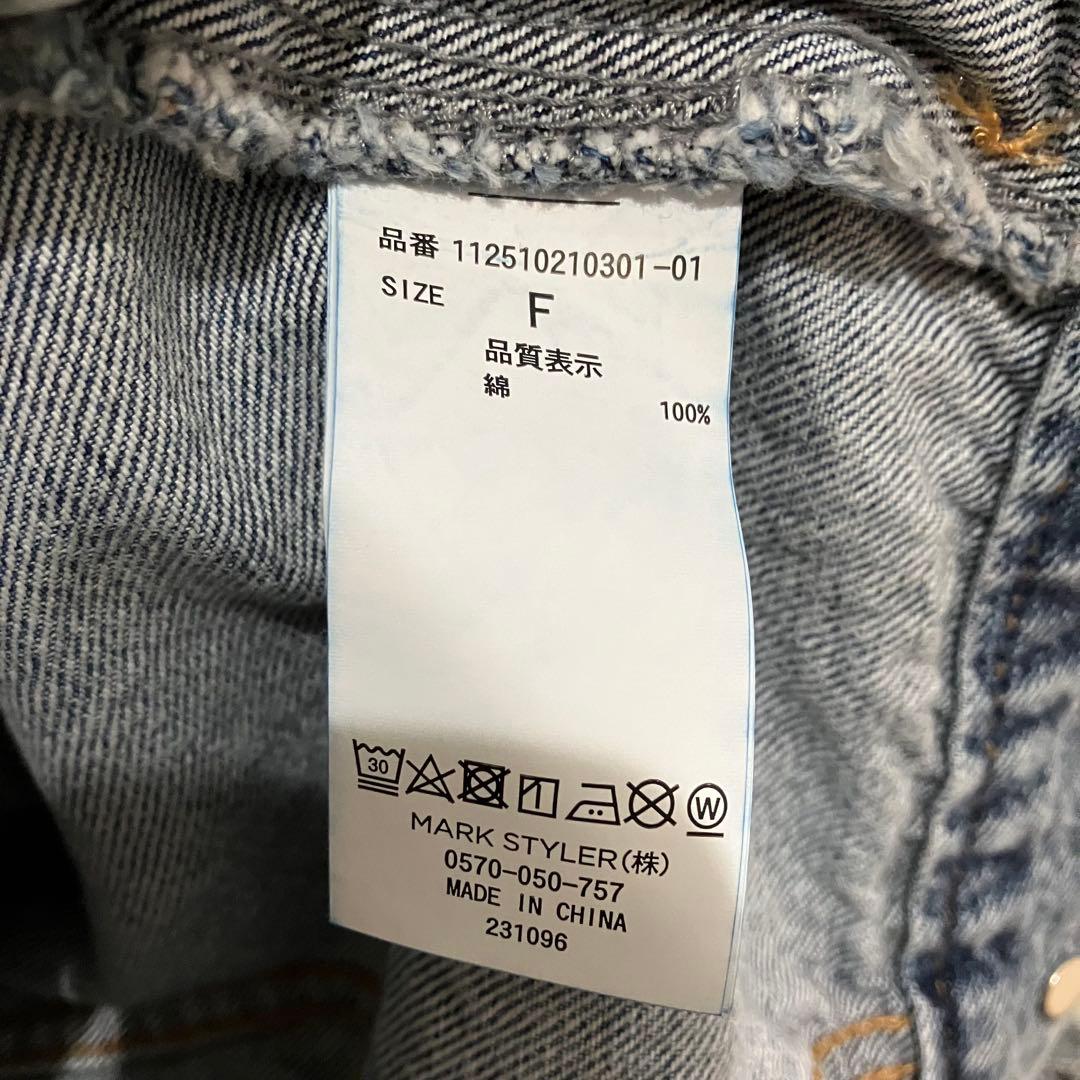 品番 112510210301-01
SIZE F
品質表示
綿 100%
30 W
MARK STYLER(株)
0570-050-757
MADE IN CHINA
231096